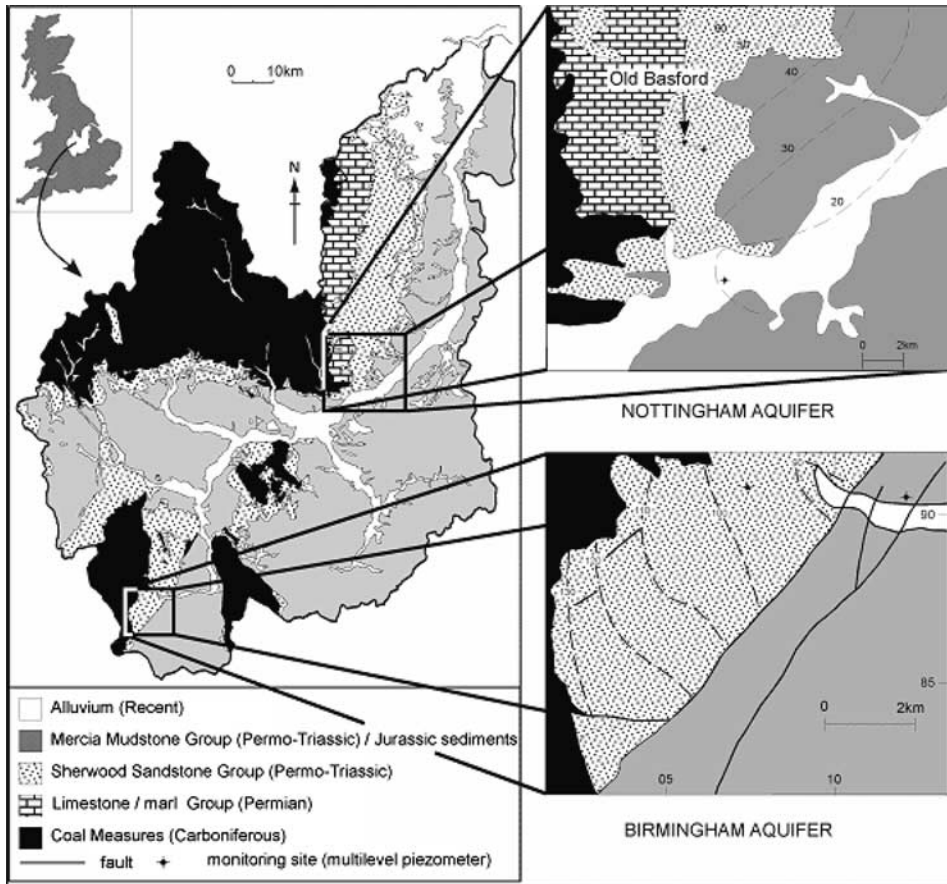 0 10km
N
Old Basford
40
30
20
0 2km
NOTTINGHAM AQUIFER
90
85
0 2km
05 10
BIRMINGHAM AQUIFER
Alluvium (Recent)
Mercia Mudstone Group (Permo-Triassic) / Jurassic sediments
Sherwood Sandstone Group (Permo-Triassic)
Limestone / marl Group (Permian)
Coal Measures (Carboniferous)
fault monitoring site (multilevel piezometer)